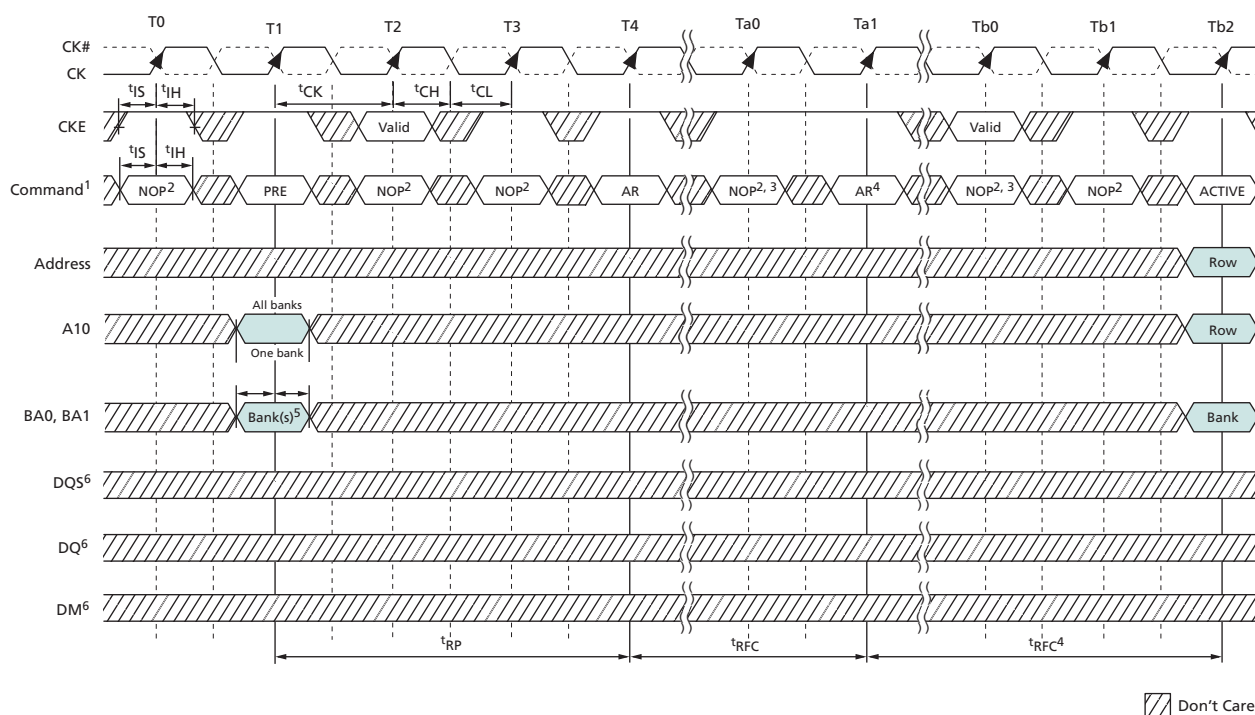 T0 T1 T2 T3 T4 Ta0 Ta1 Tb0 Tb1 Tb2
CK#
CK
tIS tIH tCK tCH tCL
CKE Valid Valid
tIS tIH
Command1 NOP2 PRE NOP2 NOP2 AR NOP2, 3 AR4 NOP2, 3 NOP2 ACTIVE
Address Row
All banks
A10 Row
One bank
BA0, BA1 Bank(s)5 Bank
DQS6
DQ6
DM6
tRP tRFC tRFC4
Don't Care